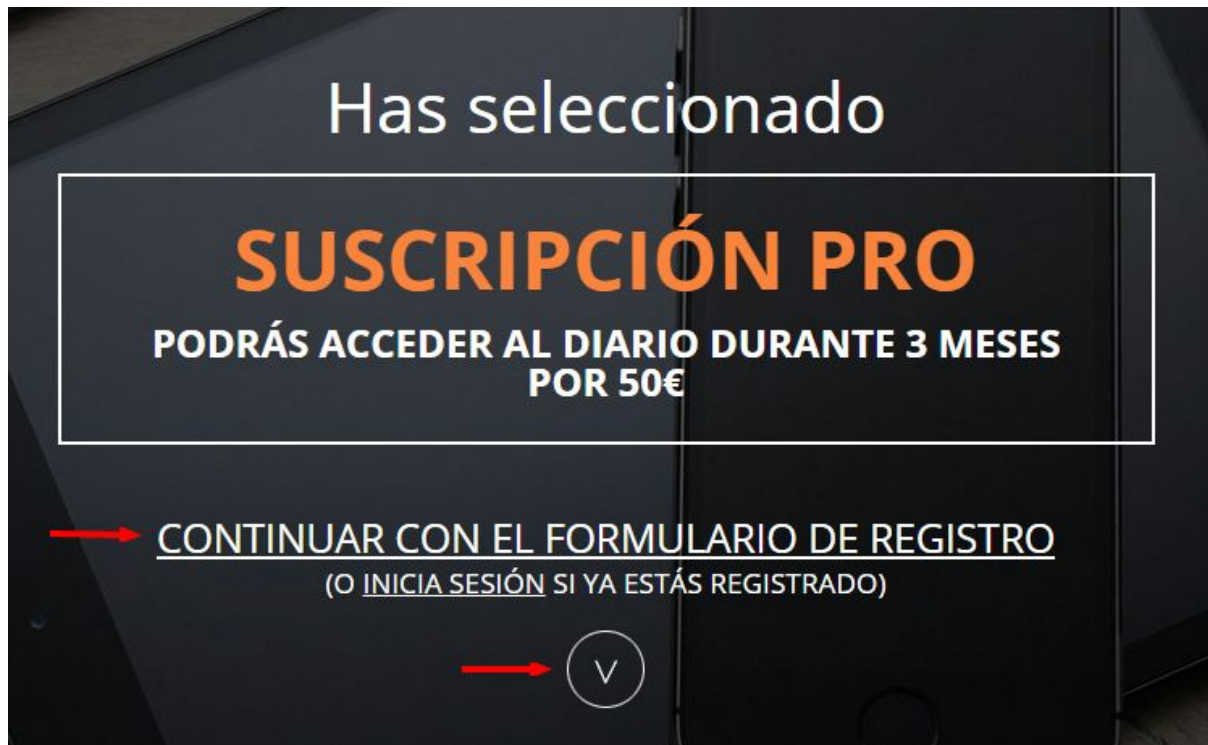 Has seleccionado
SUSCRIPCIÓN PRO
PODRÁS ACCEDER AL DIARIO DURANTE 3 MESES
POR 50€
CONTINUAR CON EL FORMULARIO DE REGISTRO
(O INICIA SESIÓN SI YA ESTÁS REGISTRADO)